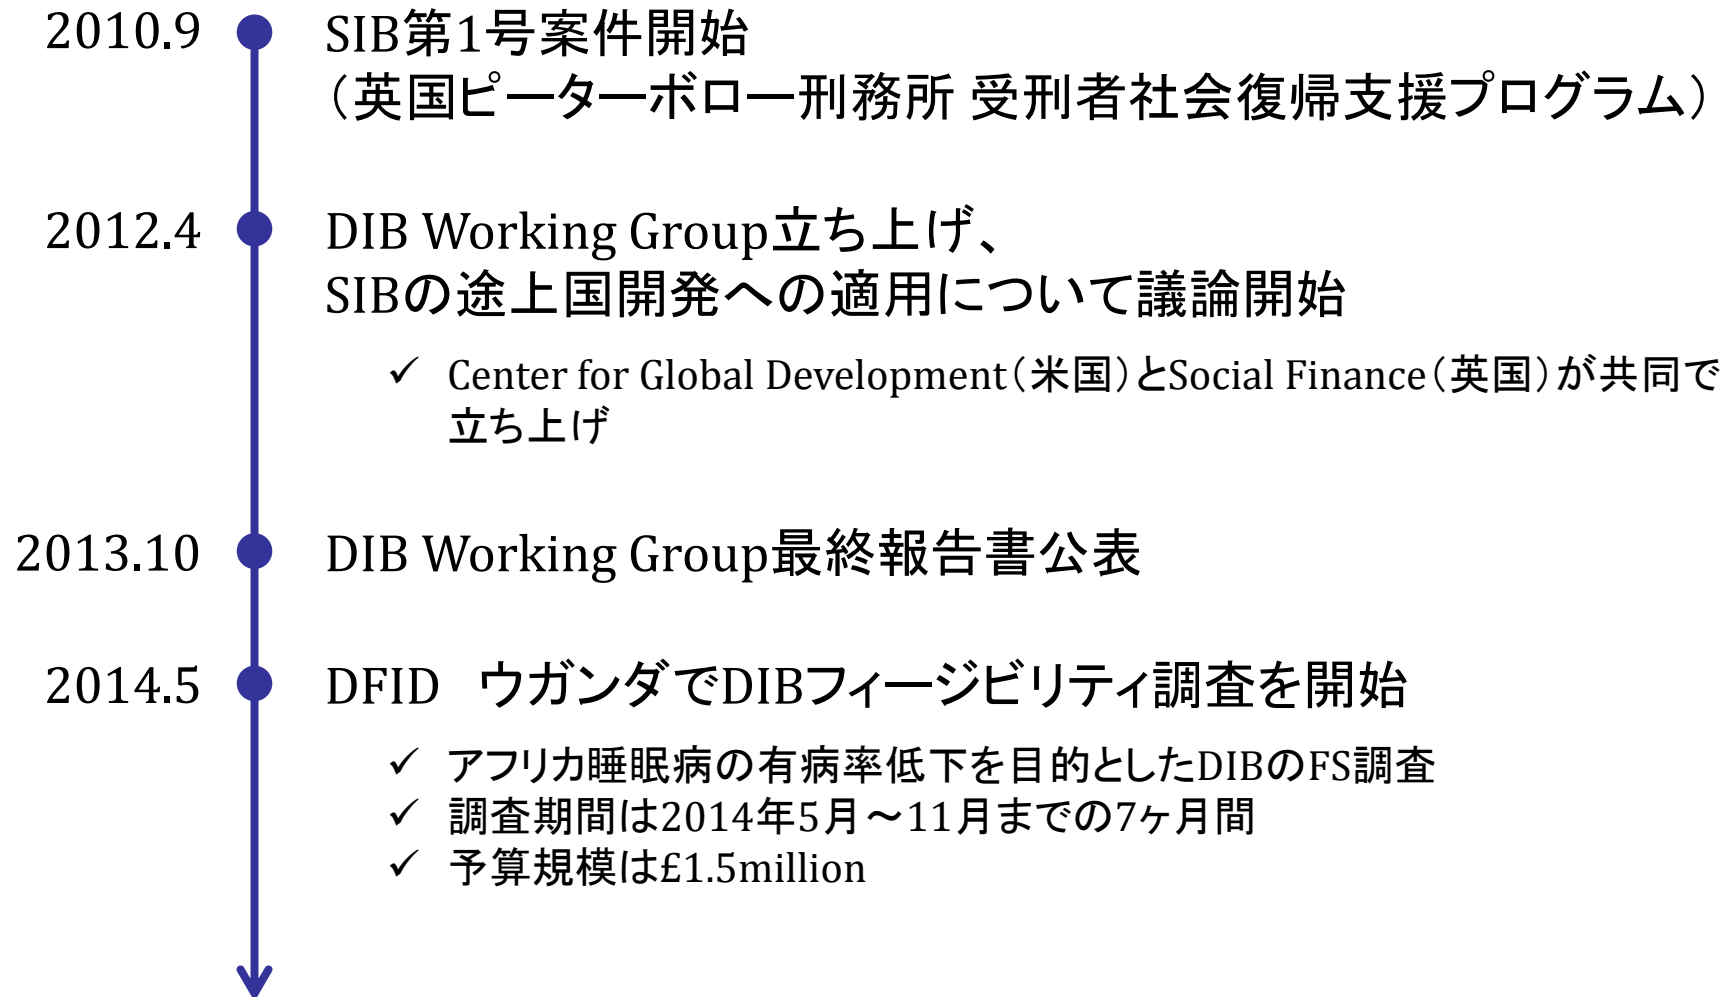 2010.9 SIB第1号案件開始
（英国ピーターボロー刑務所 受刑者社会復帰支援プログラム）
2012.4 DIB Working Group立ち上げ、
SIBの途上国開発への適用について議論開始
✓ Center for Global Development（米国）とSocial Finance（英国）が共同で
立ち上げ
2013.10 DIB Working Group最終報告書公表
2014.5 DFID　ウガンダでDIBフィージビリティ調査を開始
✓ アフリカ睡眠病の有病率低下を目的としたDIBのFS調査
✓ 調査期間は2014年5月～11月までの7ヶ月間
✓ 予算規模は£1.5million